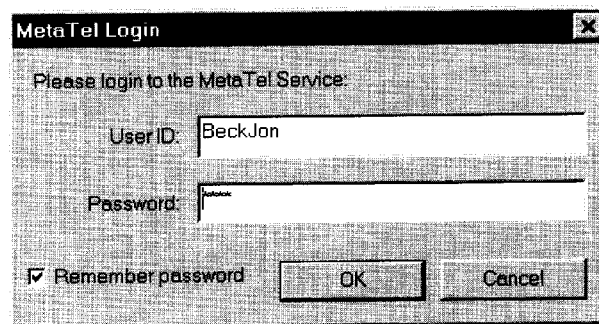 MetaTel Login
Please login to the MetaTel Service:
User ID: BeckJon
Password: *****
Remember password OK Cancel